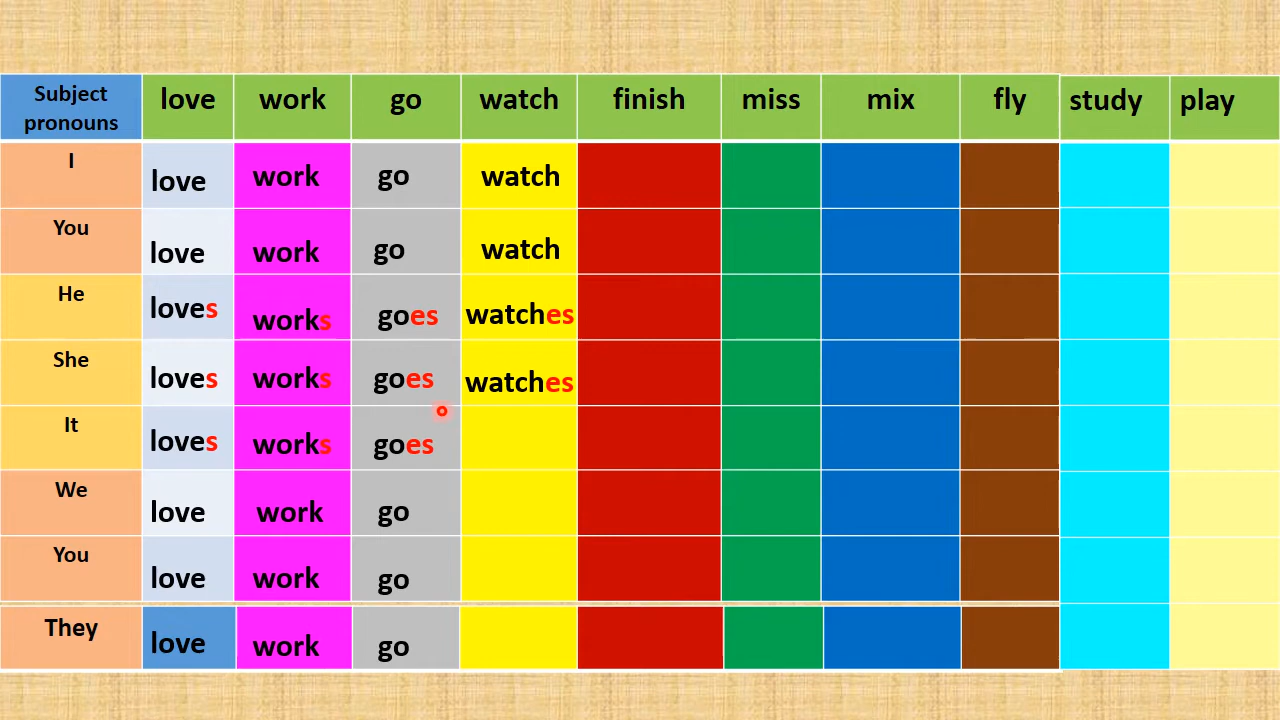 Subject pronouns love work go watch finish miss mix fly study play
I love work go watch
You love work go watch
He loves works goes watches
She loves works goes watches
It loves works goes
We love work go
You love work go
They love work go